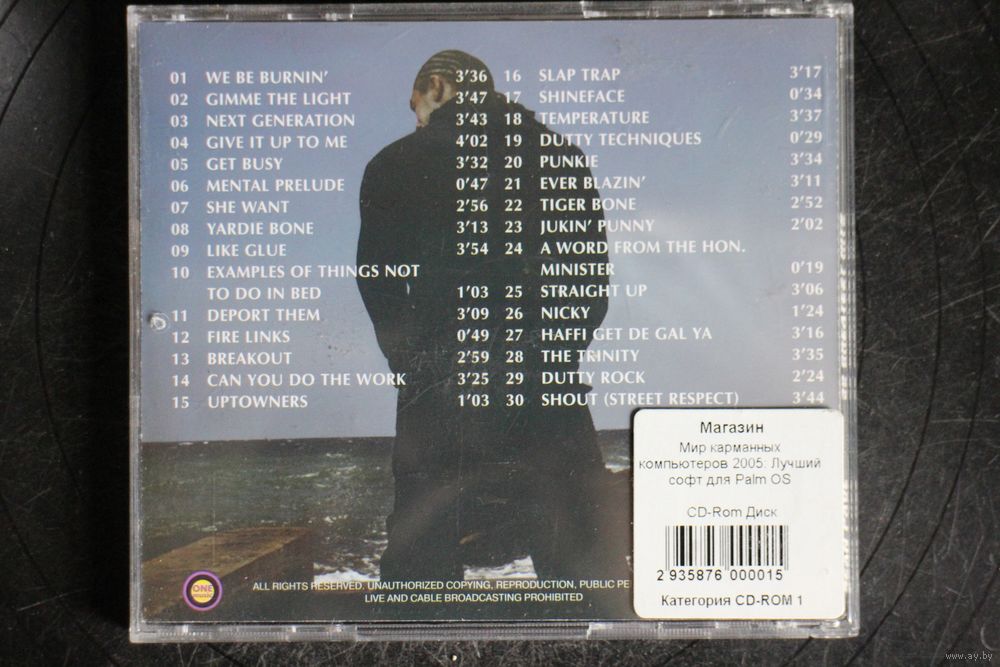 01 WE BE BURNIN' 3'36
02 GIMME THE LIGHT 3'47
03 NEXT GENERATION 3'43
04 GIVE IT UP TO ME 4'02
05 GET BUSY 3'32
06 MENTAL PRELUDE 0'47
07 SHE WANT 2'56
08 YARDIE BONE 3'13
09 LIKE GLUE 3'54
10 EXAMPLES OF THINGS NOT
TO DO IN BED 1'03
11 DEPORT THEM 3'09
12 FIRE LINKS 0'49
13 BREAKOUT 2'59
14 CAN YOU DO THE WORK 3'25
15 UPTOWNERS 1'03
16 SLAP TRAP 3'17
17 SHINEFACE 0'34
18 TEMPERATURE 3'37
19 DUTTY TECHNIQUES 0'29
20 PUNKIE 3'34
21 EVER BLAZIN' 3'11
22 TIGER BONE 2'52
23 JUKIN' PUNNY 2'02
24 A WORD FROM THE HON.
MINISTER 0'19
25 STRAIGHT UP 3'06
26 NICKY 1'24
27 HAFFI GET DE GAL YA 3'16
28 THE TRINITY 3'35
29 DUTTY ROCK 2'24
30 SHOUT (STREET RESPECT) 3'44
ONE
music
ALL RIGHTS RESERVED. UNAUTHORIZED COPYING, REPRODUCTION, PUBLIC PE
LIVE AND CABLE BROADCASTING PROHIBITED
Магазин
Мир карманных
компьютеров 2005: Лучший
софт для Palm OS
CD-Rom Диск
2 935876 000015
Категория CD-ROM 1
www.ay.by